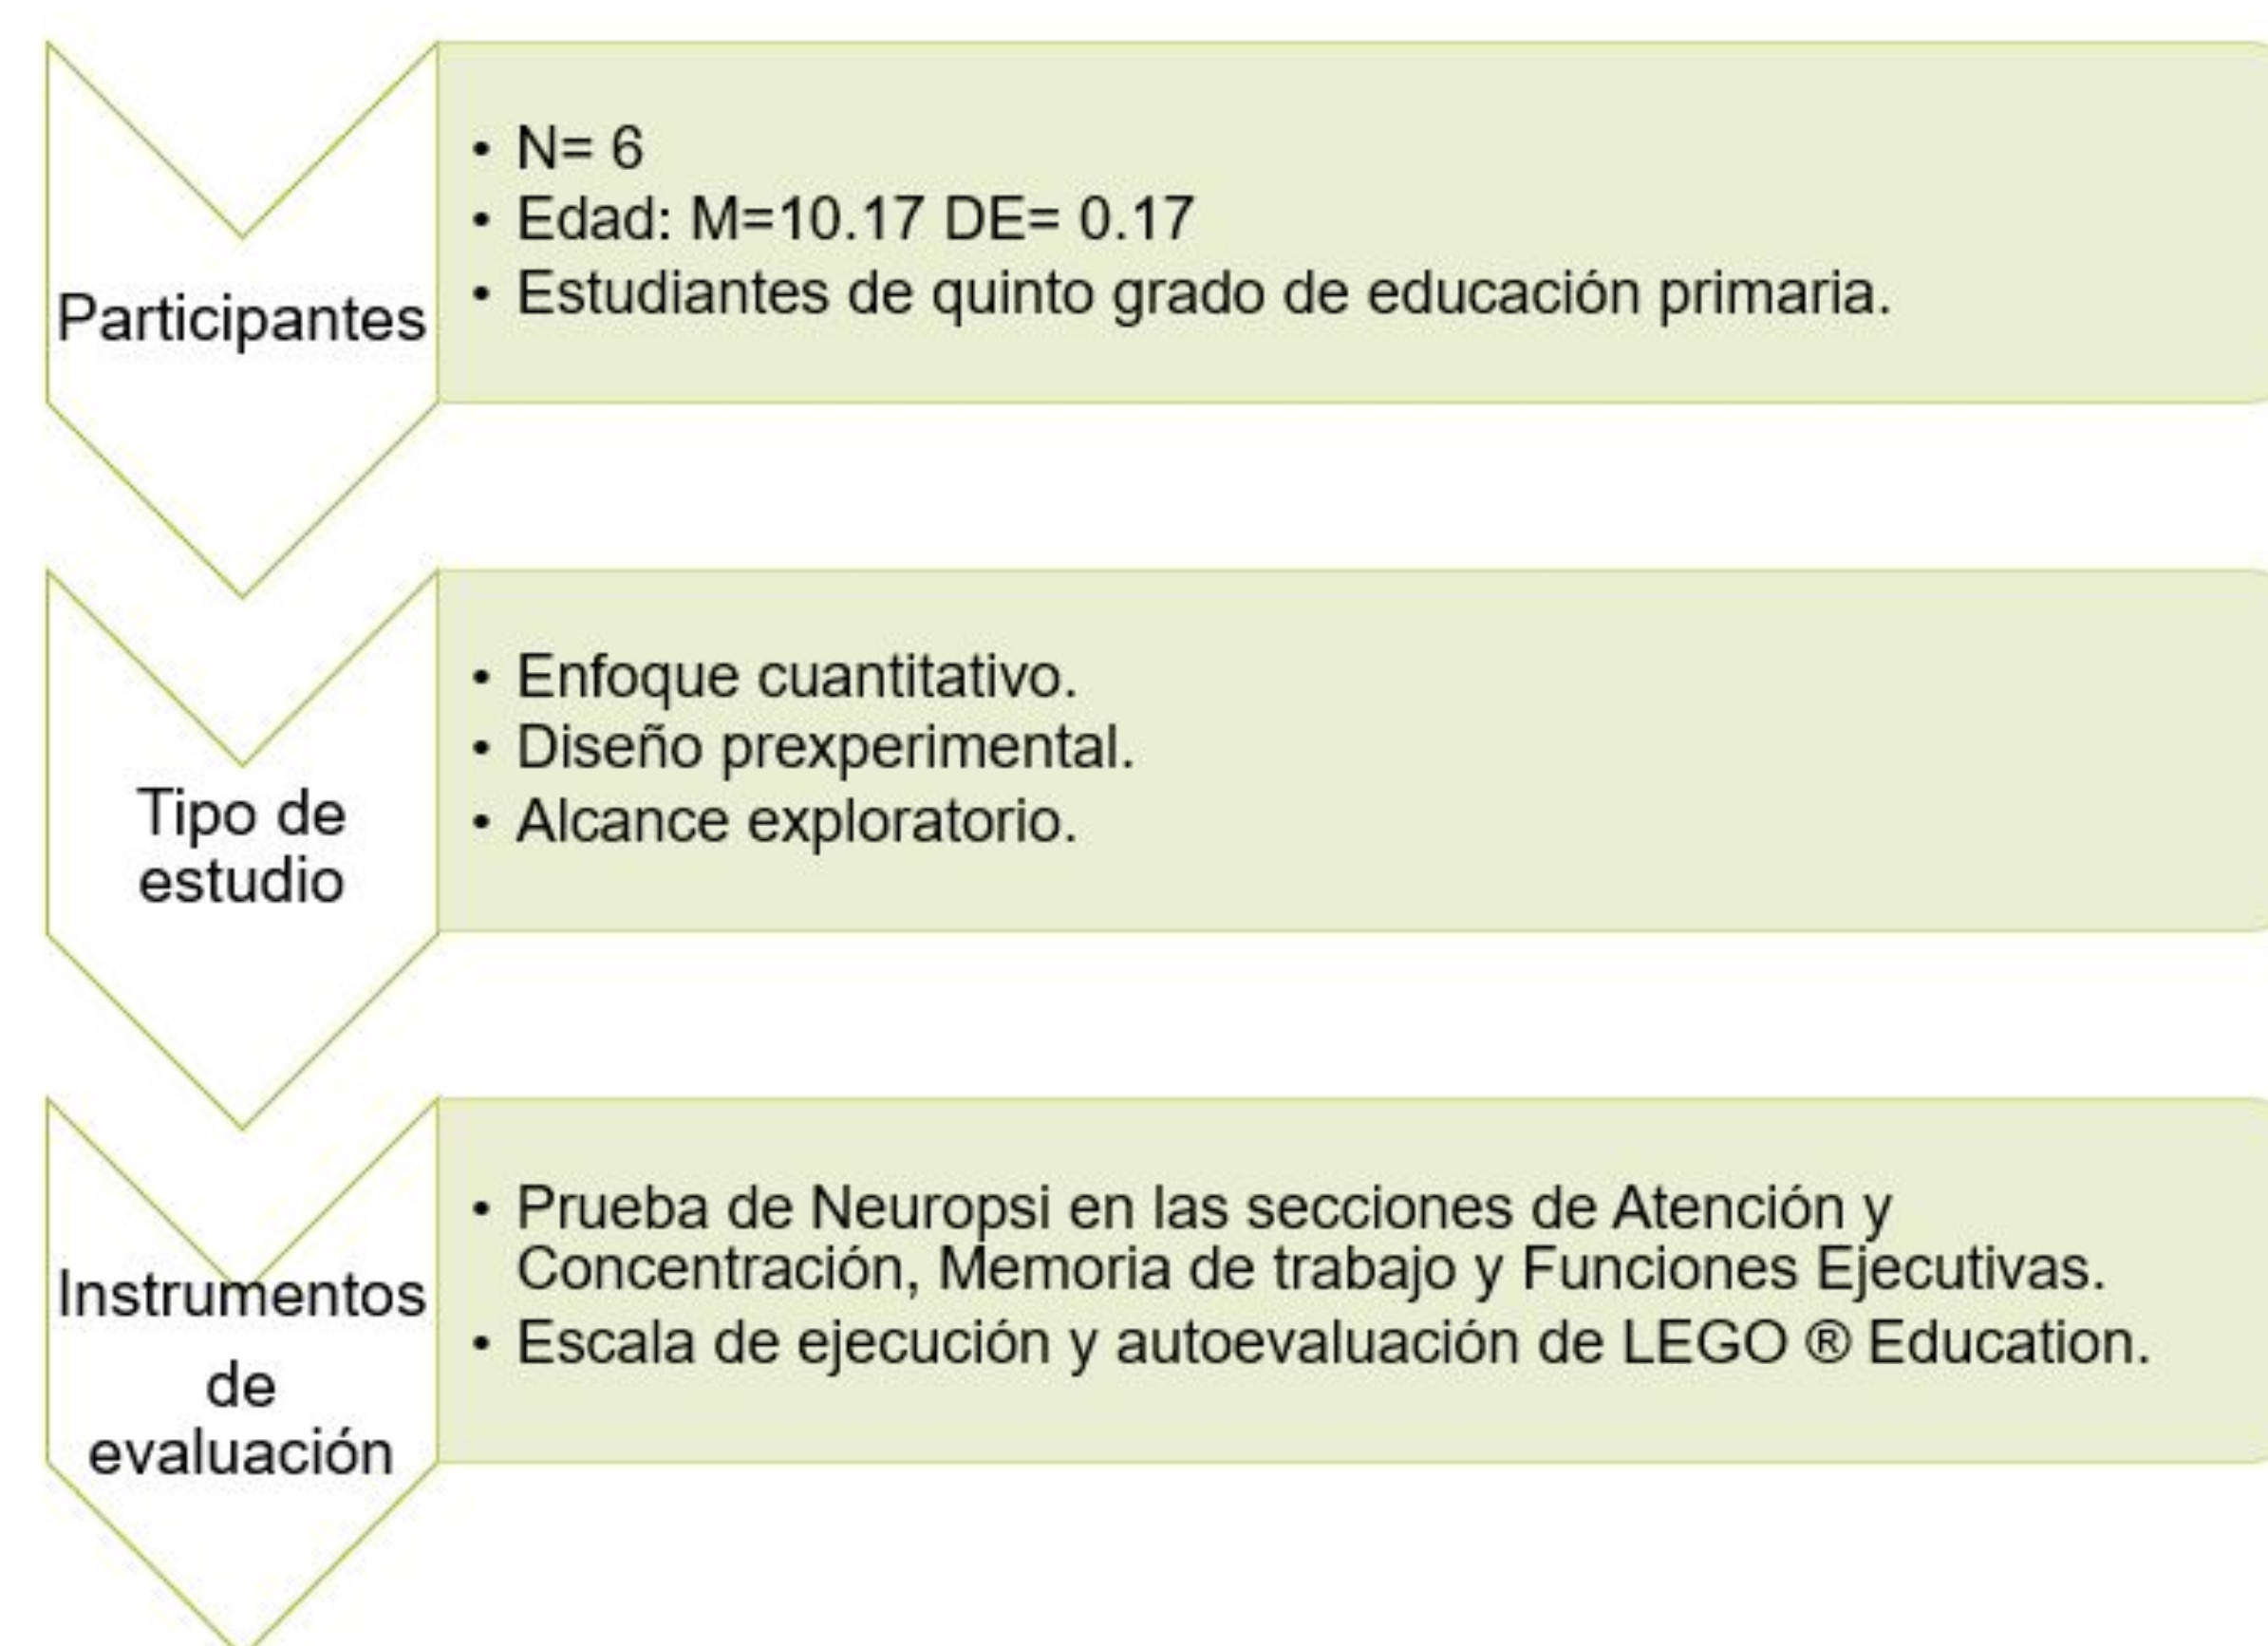 Participantes
• N= 6
• Edad: M=10.17 DE= 0.17
• Estudiantes de quinto grado de educación primaria.
Tipo de
estudio
• Enfoque cuantitativo.
• Diseño prexperimental.
• Alcance exploratorio.
Instrumentos
de
evaluación
• Prueba de Neuropsi en las secciones de Atención y
Concentración, Memoria de trabajo y Funciones Ejecutivas.
• Escala de ejecución y autoevaluación de LEGO ® Education.